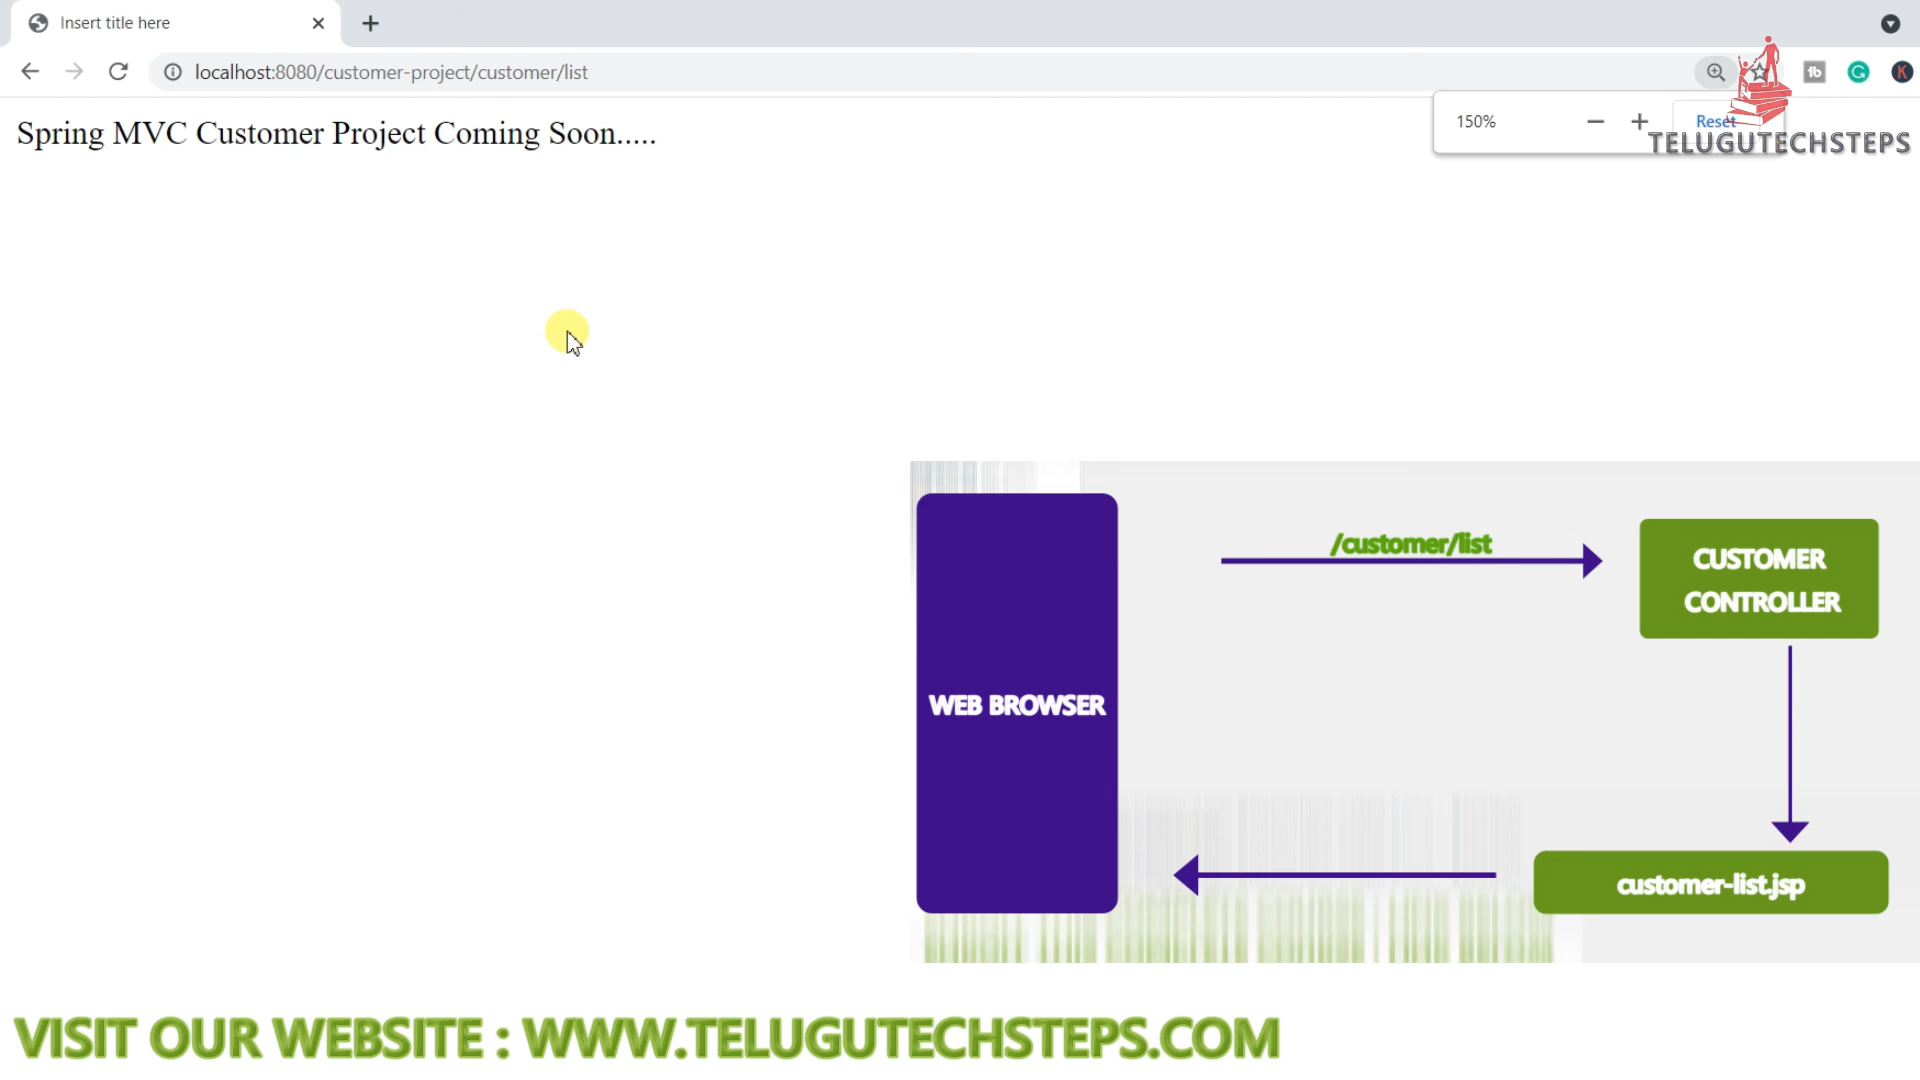 Insert title here
localhost:8080/customer-project/customer/list
Spring MVC Customer Project Coming Soon.....
150%
Reset
TELUGUTECHSTEPS
/customer/list
CUSTOMER
CONTROLLER
WEB BROWSER
customer-list.jsp
VISIT OUR WEBSITE : WWW.TELUGUTECHSTEPS.COM